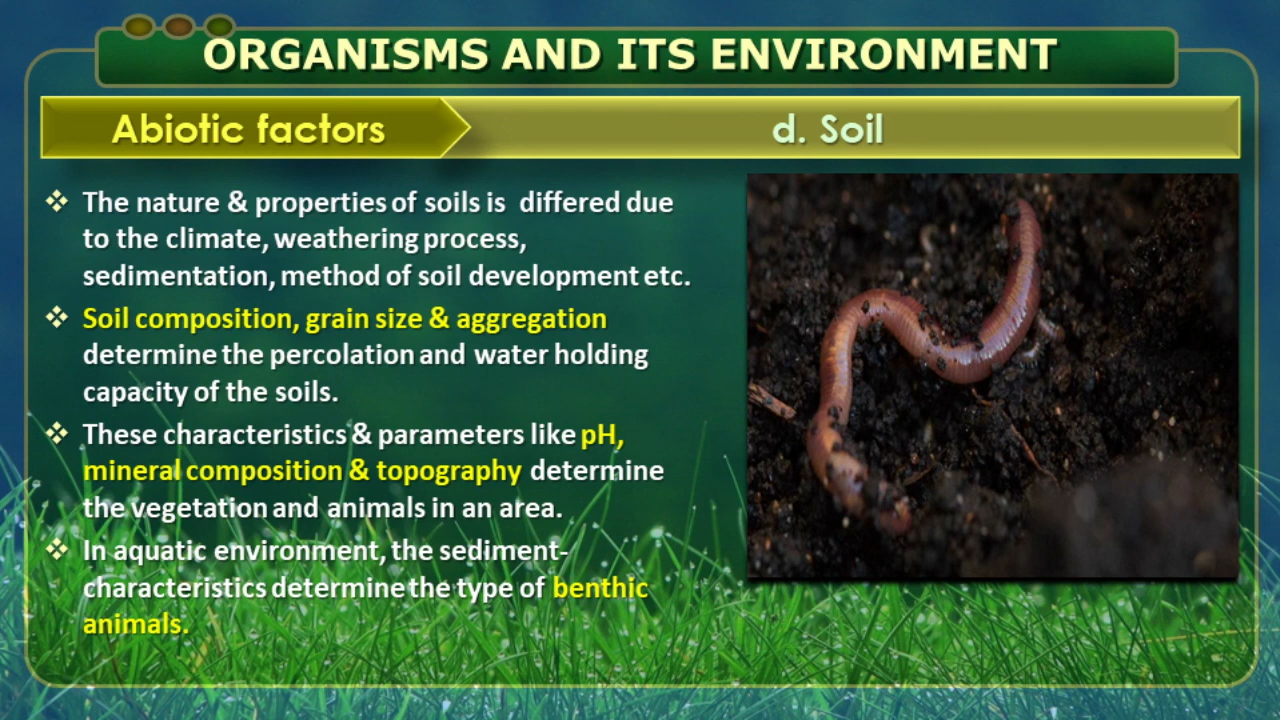 ORGANISMS AND ITS ENVIRONMENT
Abiotic factors
d. Soil
❖ The nature & properties of soils is differed due
to the climate, weathering process,
sedimentation, method of soil development etc.
❖ Soil composition, grain size & aggregation
determine the percolation and water holding
capacity of the soils.
❖ These characteristics & parameters like pH,
mineral composition & topography determine
the vegetation and animals in an area.
❖ In aquatic environment, the sediment-
characteristics determine the type of benthic
animals.